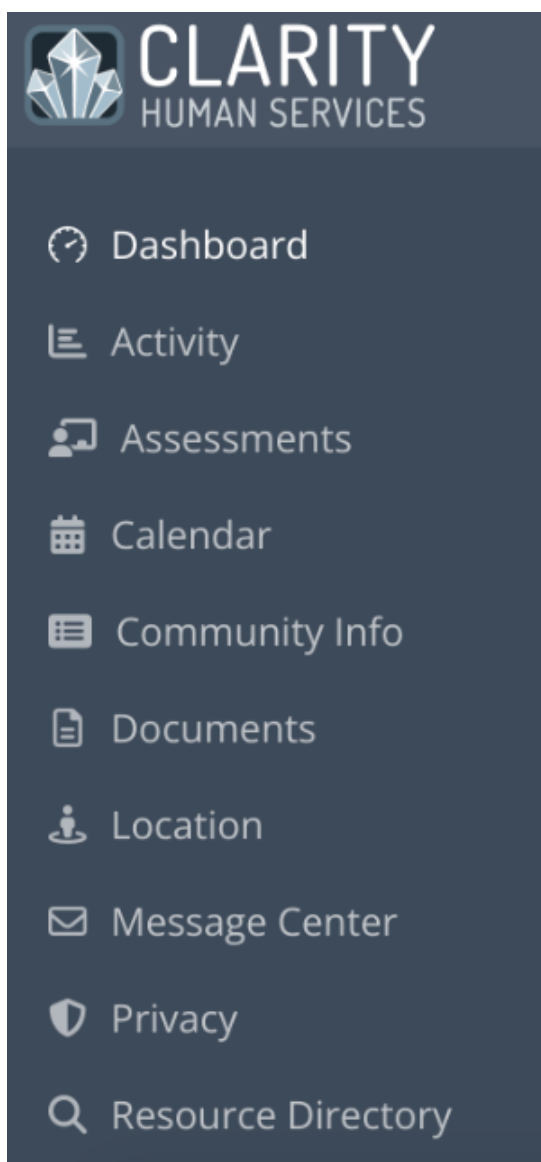 CLARITY
HUMAN SERVICES
Dashboard
Activity
Assessments
Calendar
Community Info
Documents
Location
Message Center
Privacy
Resource Directory